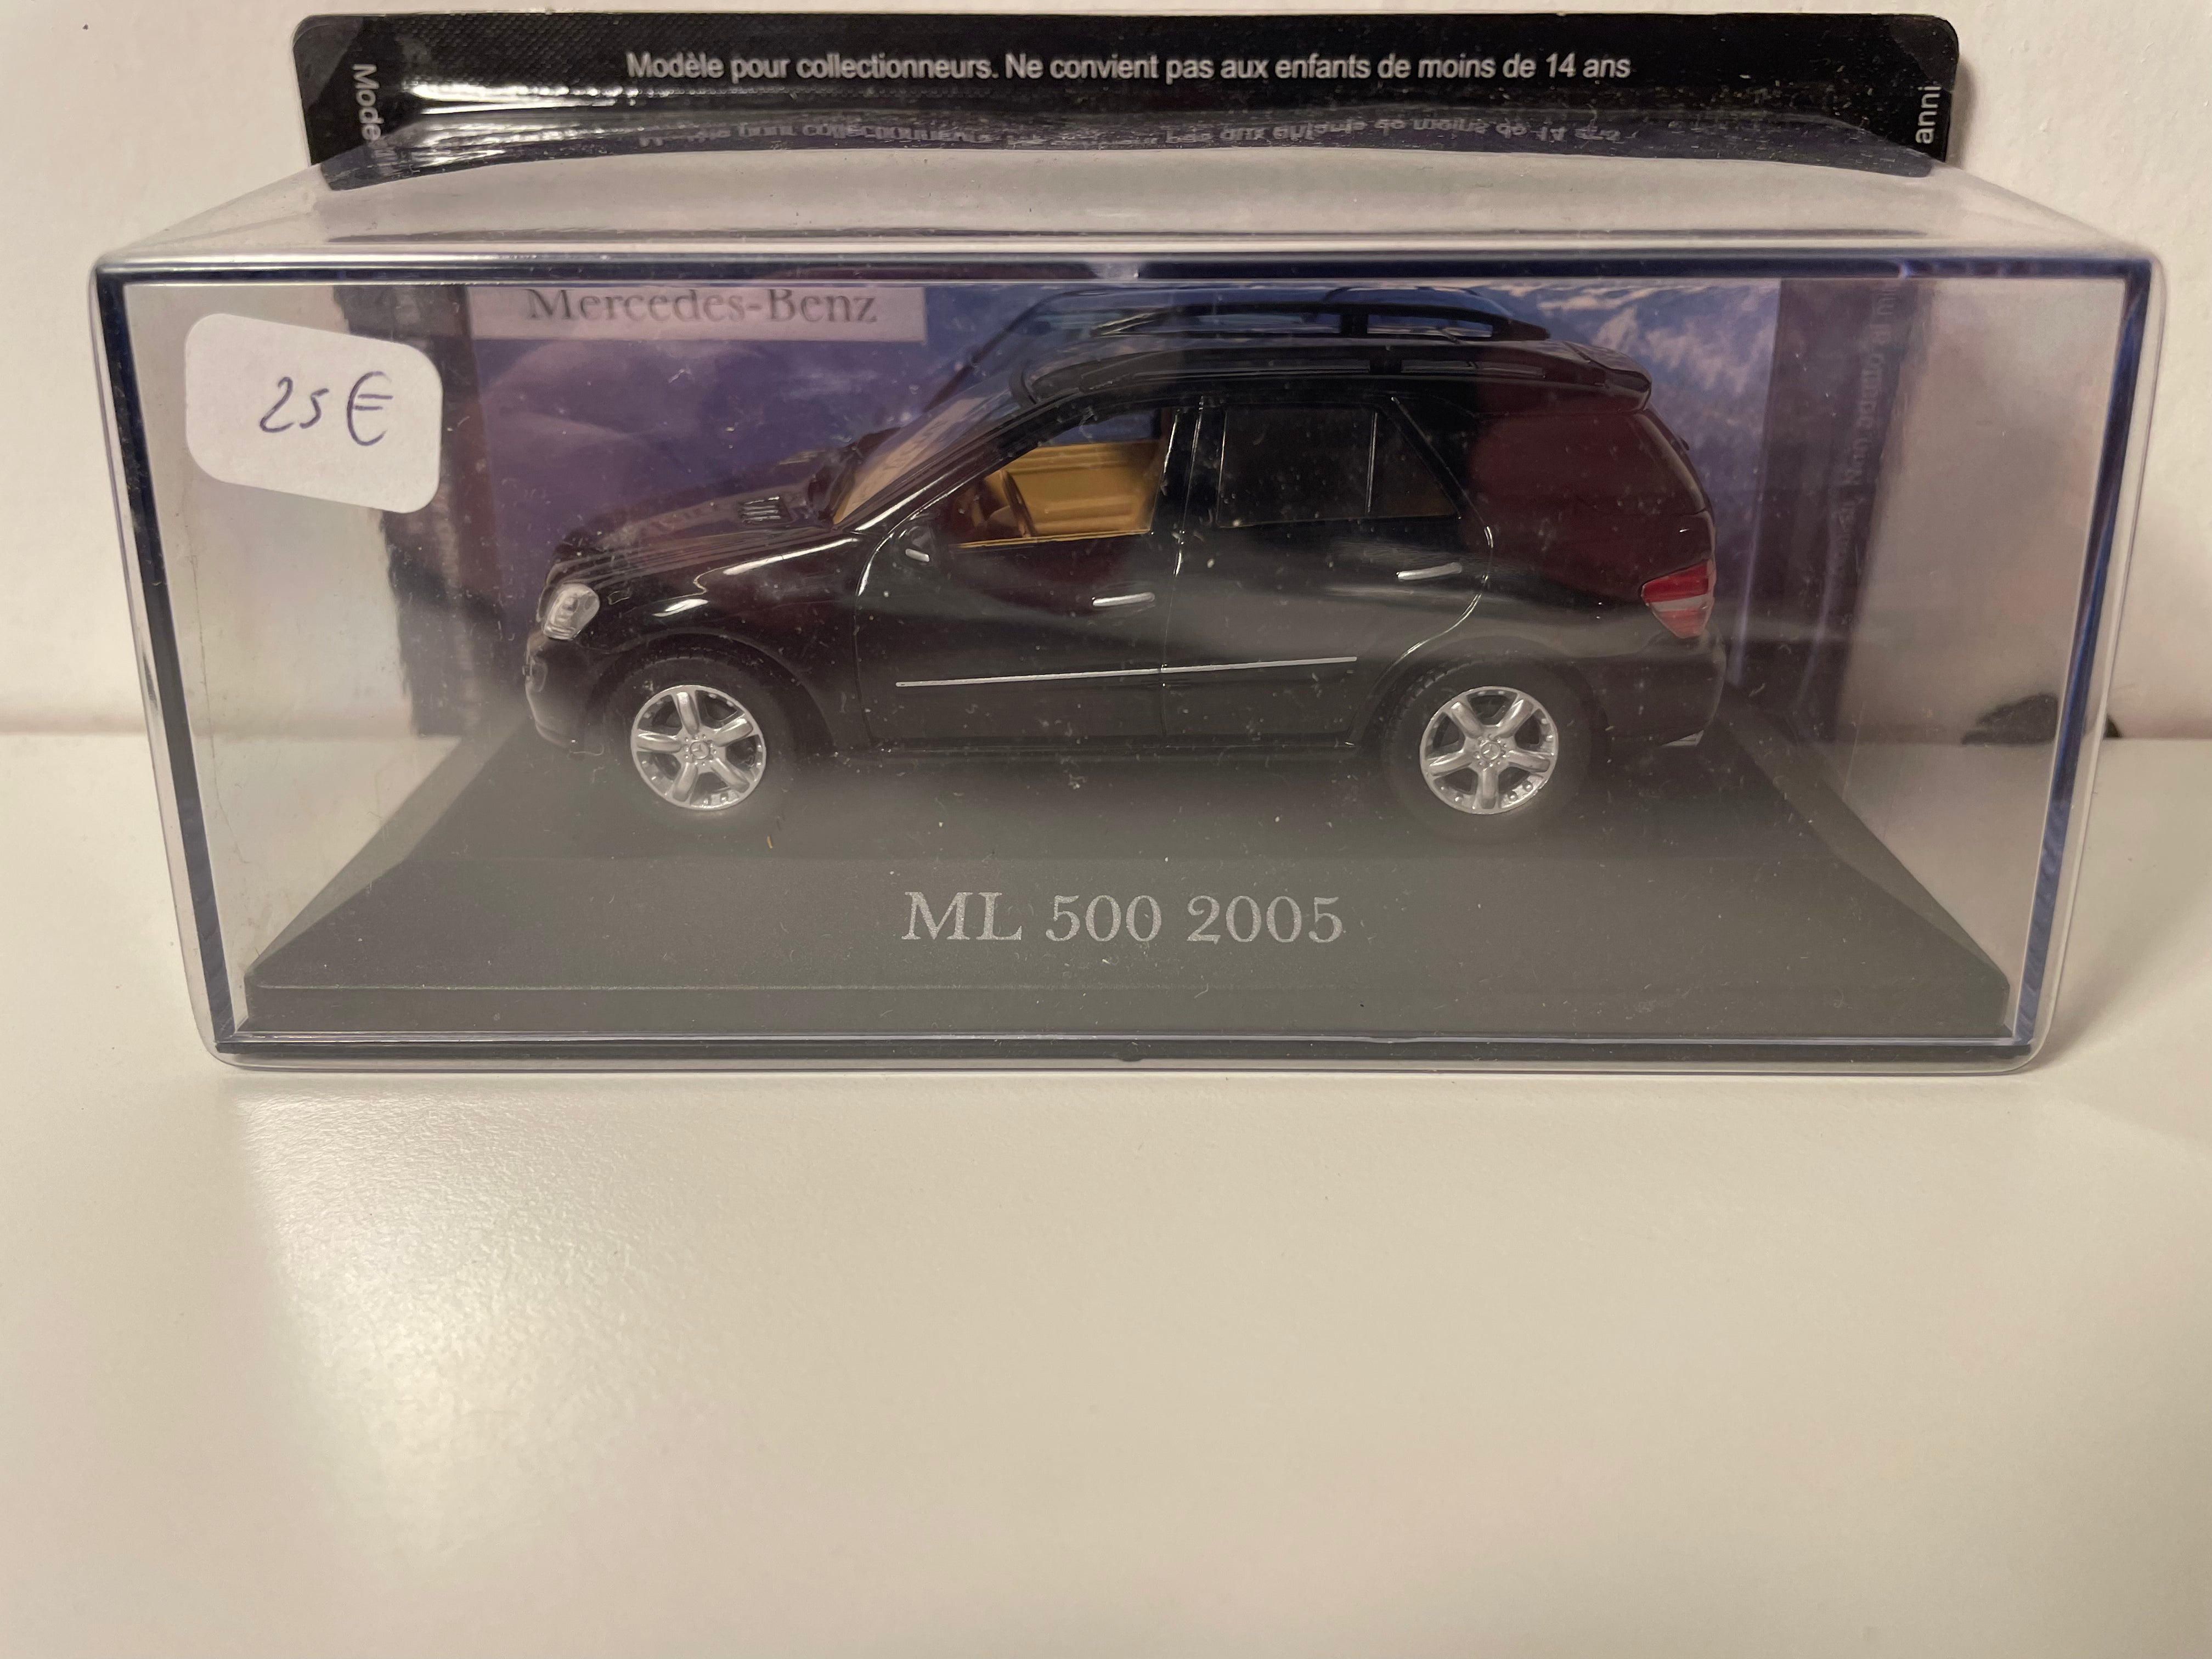 Modèle pour collectionneurs. Ne convient pas aux enfants de moins de 14 ans
anni
Mercedes-Benz
25€
ML 500 2005